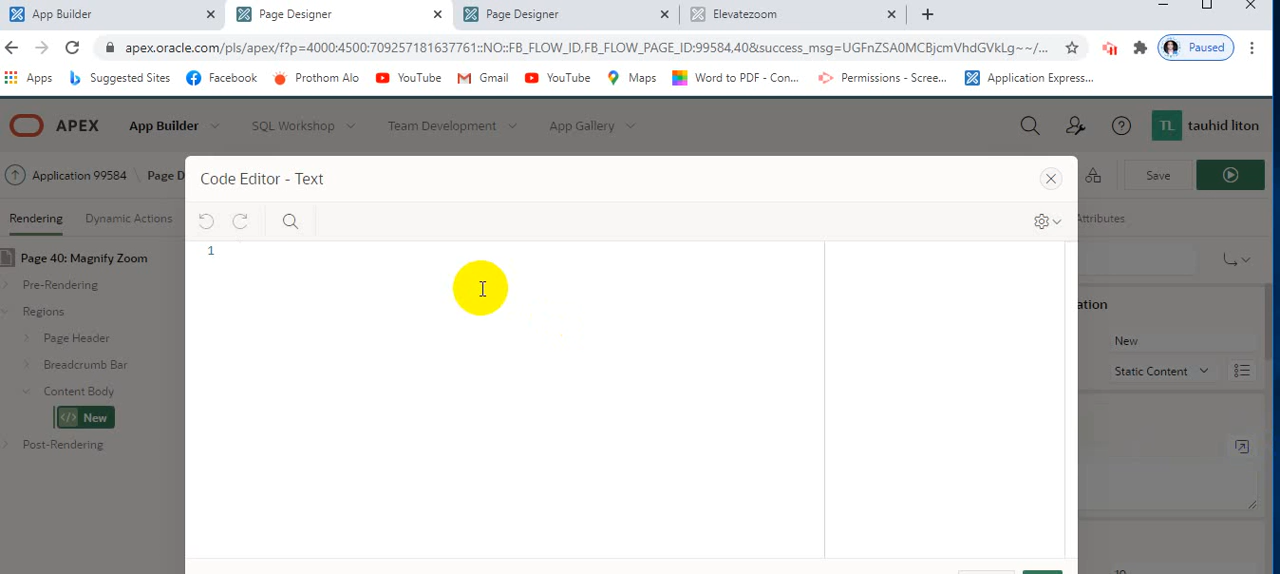 App Builder
Page Designer
Page Designer
Elevatezoom
apex.oracle.com/pls/apex/f?p=4000:4500:709257181637761::NO::FB_FLOW_ID,FB_FLOW_PAGE_ID:99584,40&success_msg=UGFnZSA0MCBjcmVhdGVkLg~~/...
Paused
Apps
Suggested Sites
Facebook
Prothom Alo
YouTube
Gmail
YouTube
Maps
Word to PDF - Con...
Permissions - Scree...
Application Express...
APEX
App Builder
SQL Workshop
Team Development
App Gallery
TL
tauhid liton
Application 99584
Page D
Save
Rendering
Dynamic Actions
Attributes
Code Editor - Text
1
Page 40: Magnify Zoom
Pre-Rendering
Regions
Page Header
Breadcrumb Bar
Content Body
New
Post-Rendering
ation
New
Static Content